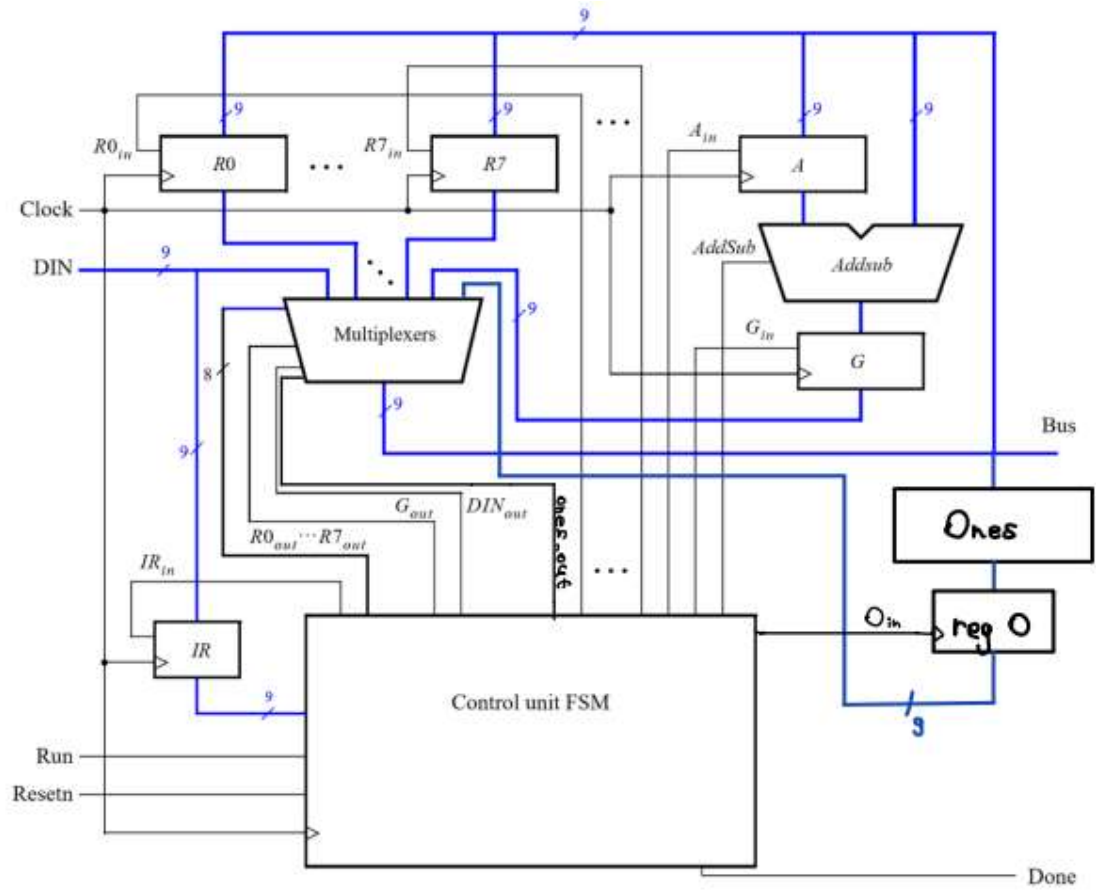 9
9
9
9
9
R0in
R0
R7in
R7
Ain
A
Clock
DIN
9
AddSub
Addsub
Multiplexers
9
Gin
G
8
9
Bus
9
Gout
DINout
ones_out
R0out...R7out
Ones
IRin
Oin
reg O
IR
9
Control unit FSM
9
Run
Resetn
Done